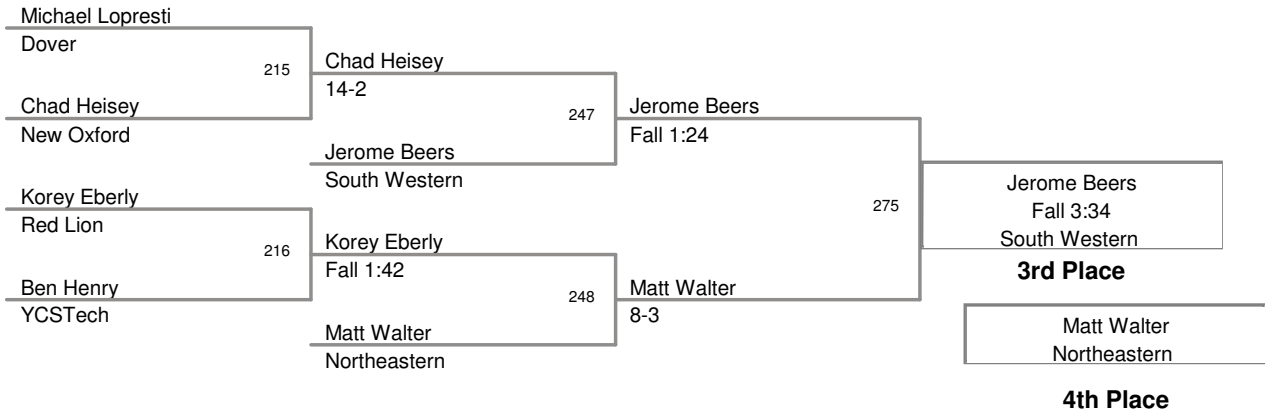 Michael Lopresti
Dover
215
Chad Heisey
14-2
Chad Heisey
New Oxford
247
Jerome Beers
Fall 1:24
Jerome Beers
South Western
Korey Eberly
Red Lion
275
Jerome Beers
Fall 3:34
South Western
3rd Place
216
Korey Eberly
Fall 1:42
Ben Henry
YCSTech
248
Matt Walter
8-3
Matt Walter
Northeastern
Matt Walter
Northeastern
4th Place